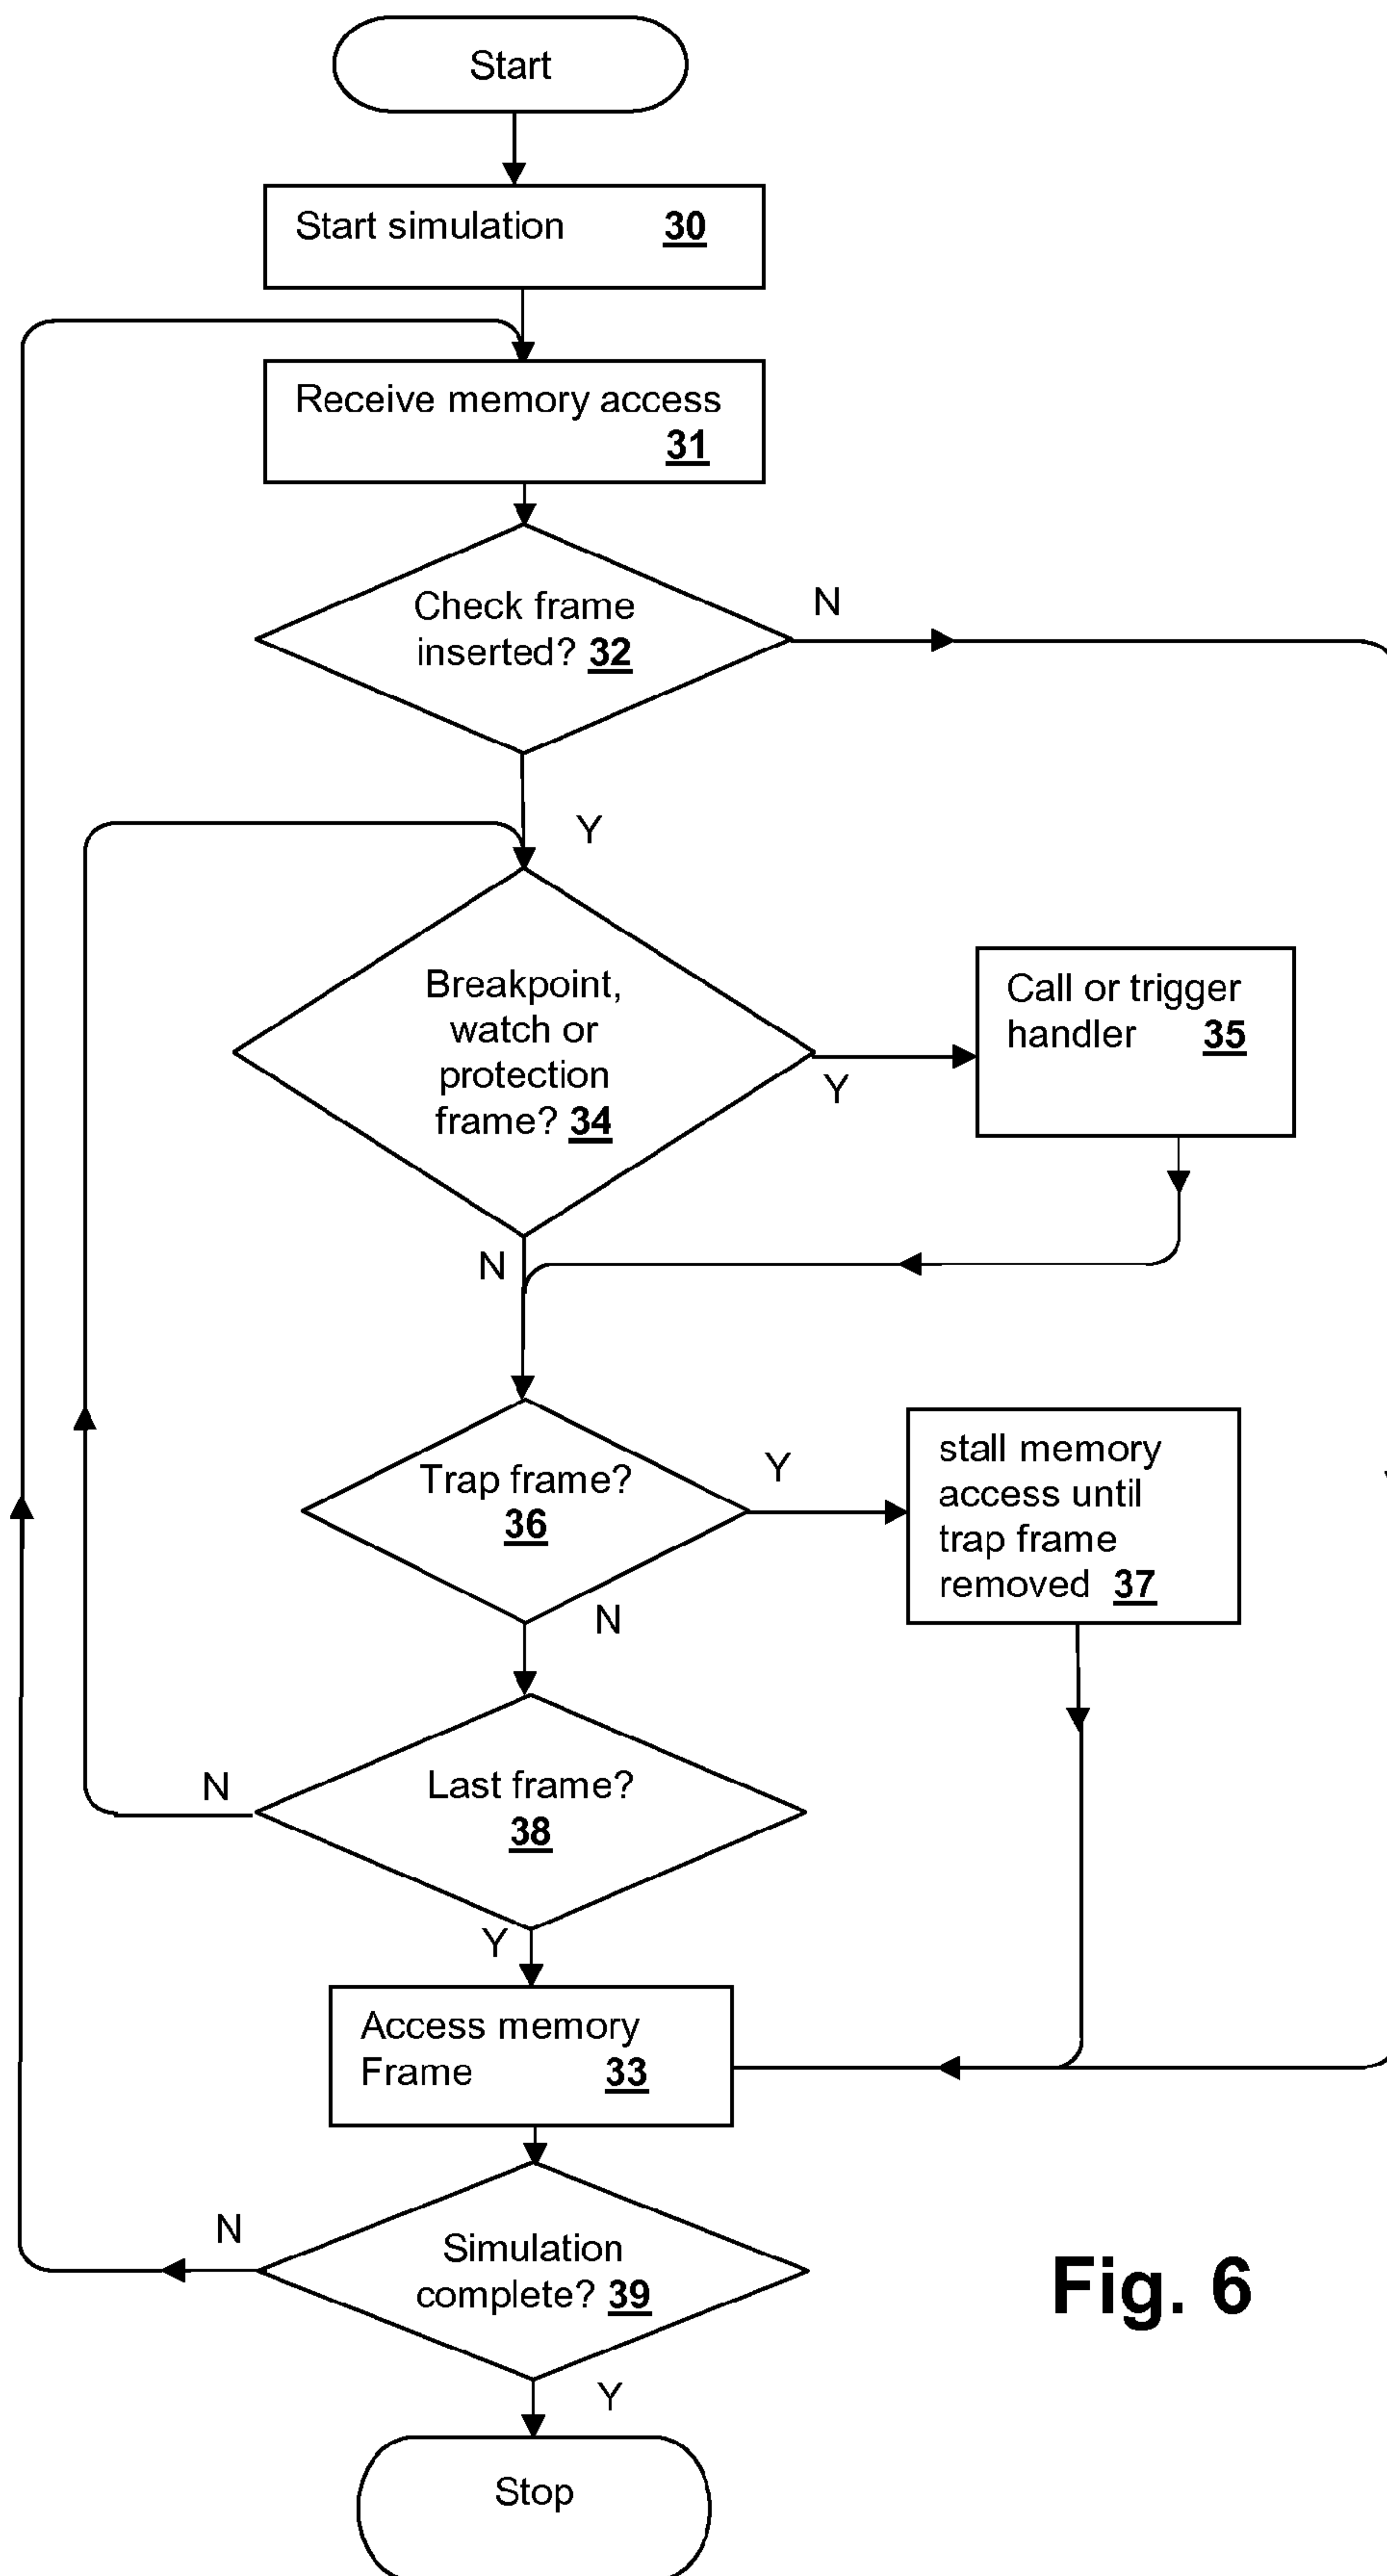 Start
Start simulation 30
Receive memory access
31
Check frame
inserted? 32
N
Y
Breakpoint,
watch or
protection
frame? 34
Y
Call or trigger
handler 35
N
Trap frame?
36
Y
stall memory
access until
trap frame
removed 37
N
Last frame?
38
N
Y
Access memory
Frame 33
Simulation
complete? 39
N
Y
Fig. 6
Stop